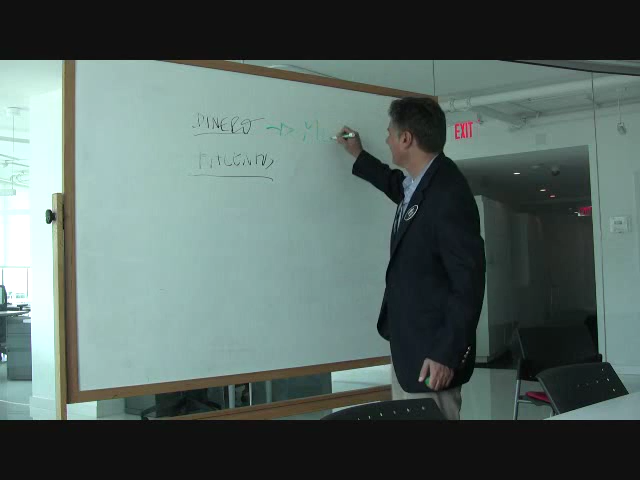 DINERO →
TALENTO
EXIT